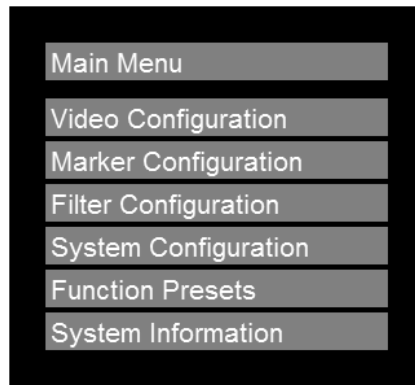 Main Menu
Video Configuration
Marker Configuration
Filter Configuration
System Configuration
Function Presets
System Information